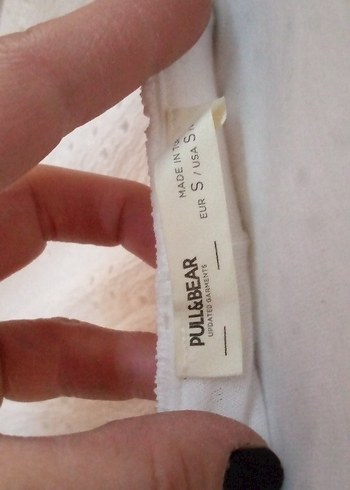 PULL&BEAR
UPDATED GARMENTS
EUR S / USA S
MADE IN